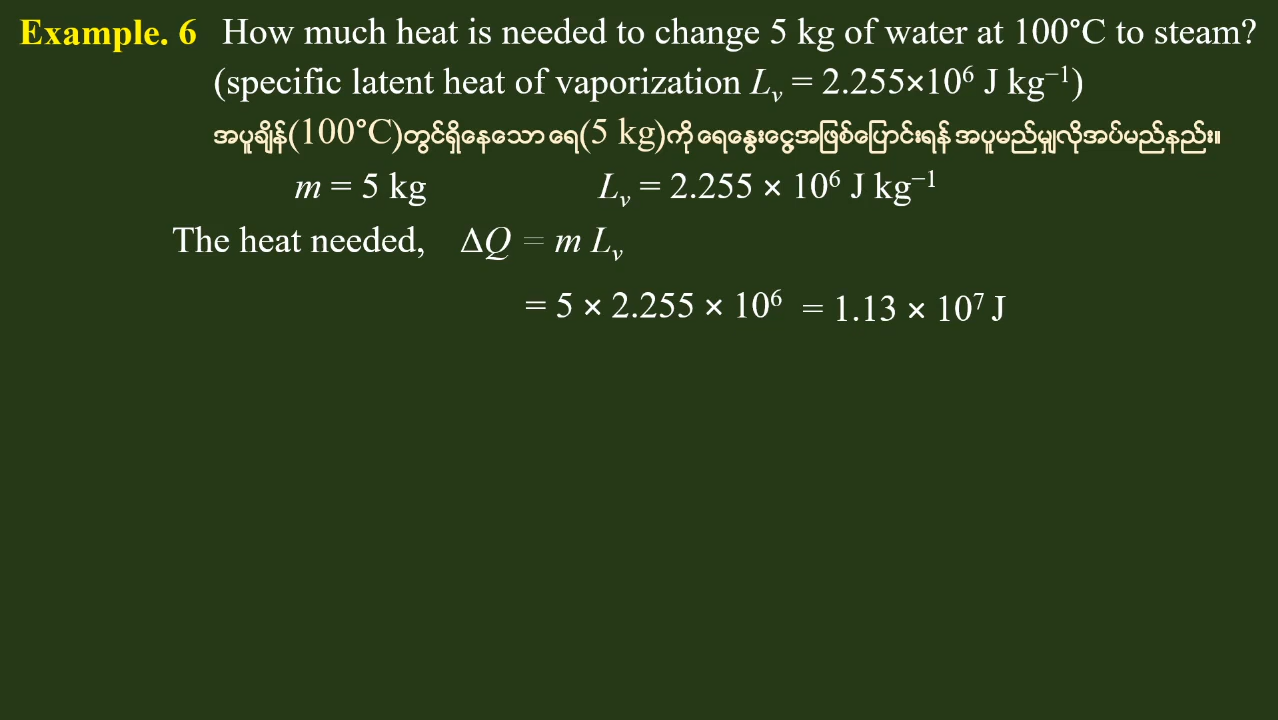 Example. 6 How much heat is needed to change 5 kg of water at 100°C to steam?
(specific latent heat of vaporization Lᵥ = 2.255×10⁶ J kg⁻¹)
အပူချိန်(100°C)တွင်ရှိနေသော ရေ(5 kg)ကို ရေနွေးငွေ့အဖြစ်ပြောင်းရန် အပူမည်မျှလိုအပ်မည်နည်း။
m = 5 kg Lᵥ = 2.255 × 10⁶ J kg⁻¹
The heat needed, ΔQ = m Lᵥ
= 5 × 2.255 × 10⁶ = 1.13 × 10⁷ J